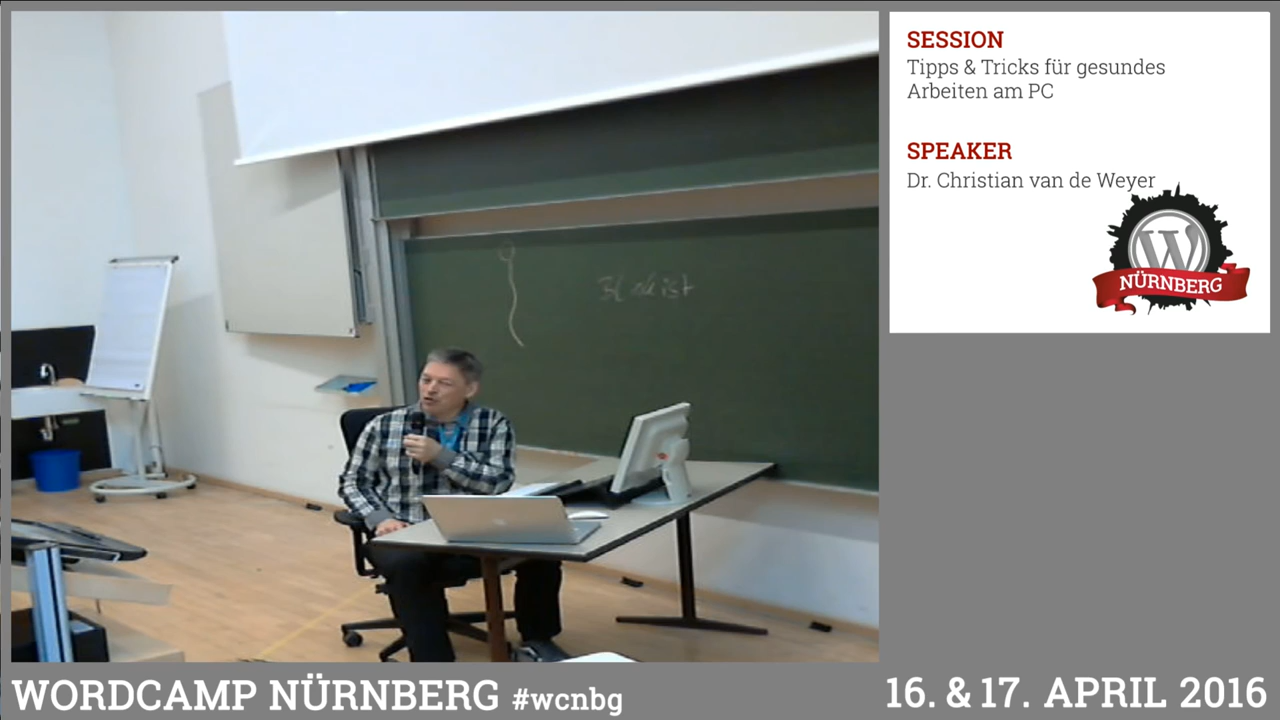 SESSION
Tipps & Tricks für gesundes
Arbeiten am PC
SPEAKER
Dr. Christian van de Weyer
W
NÜRNBERG
WORDCAMP NÜRNBERG #wcnbg
16. & 17. APRIL 2016